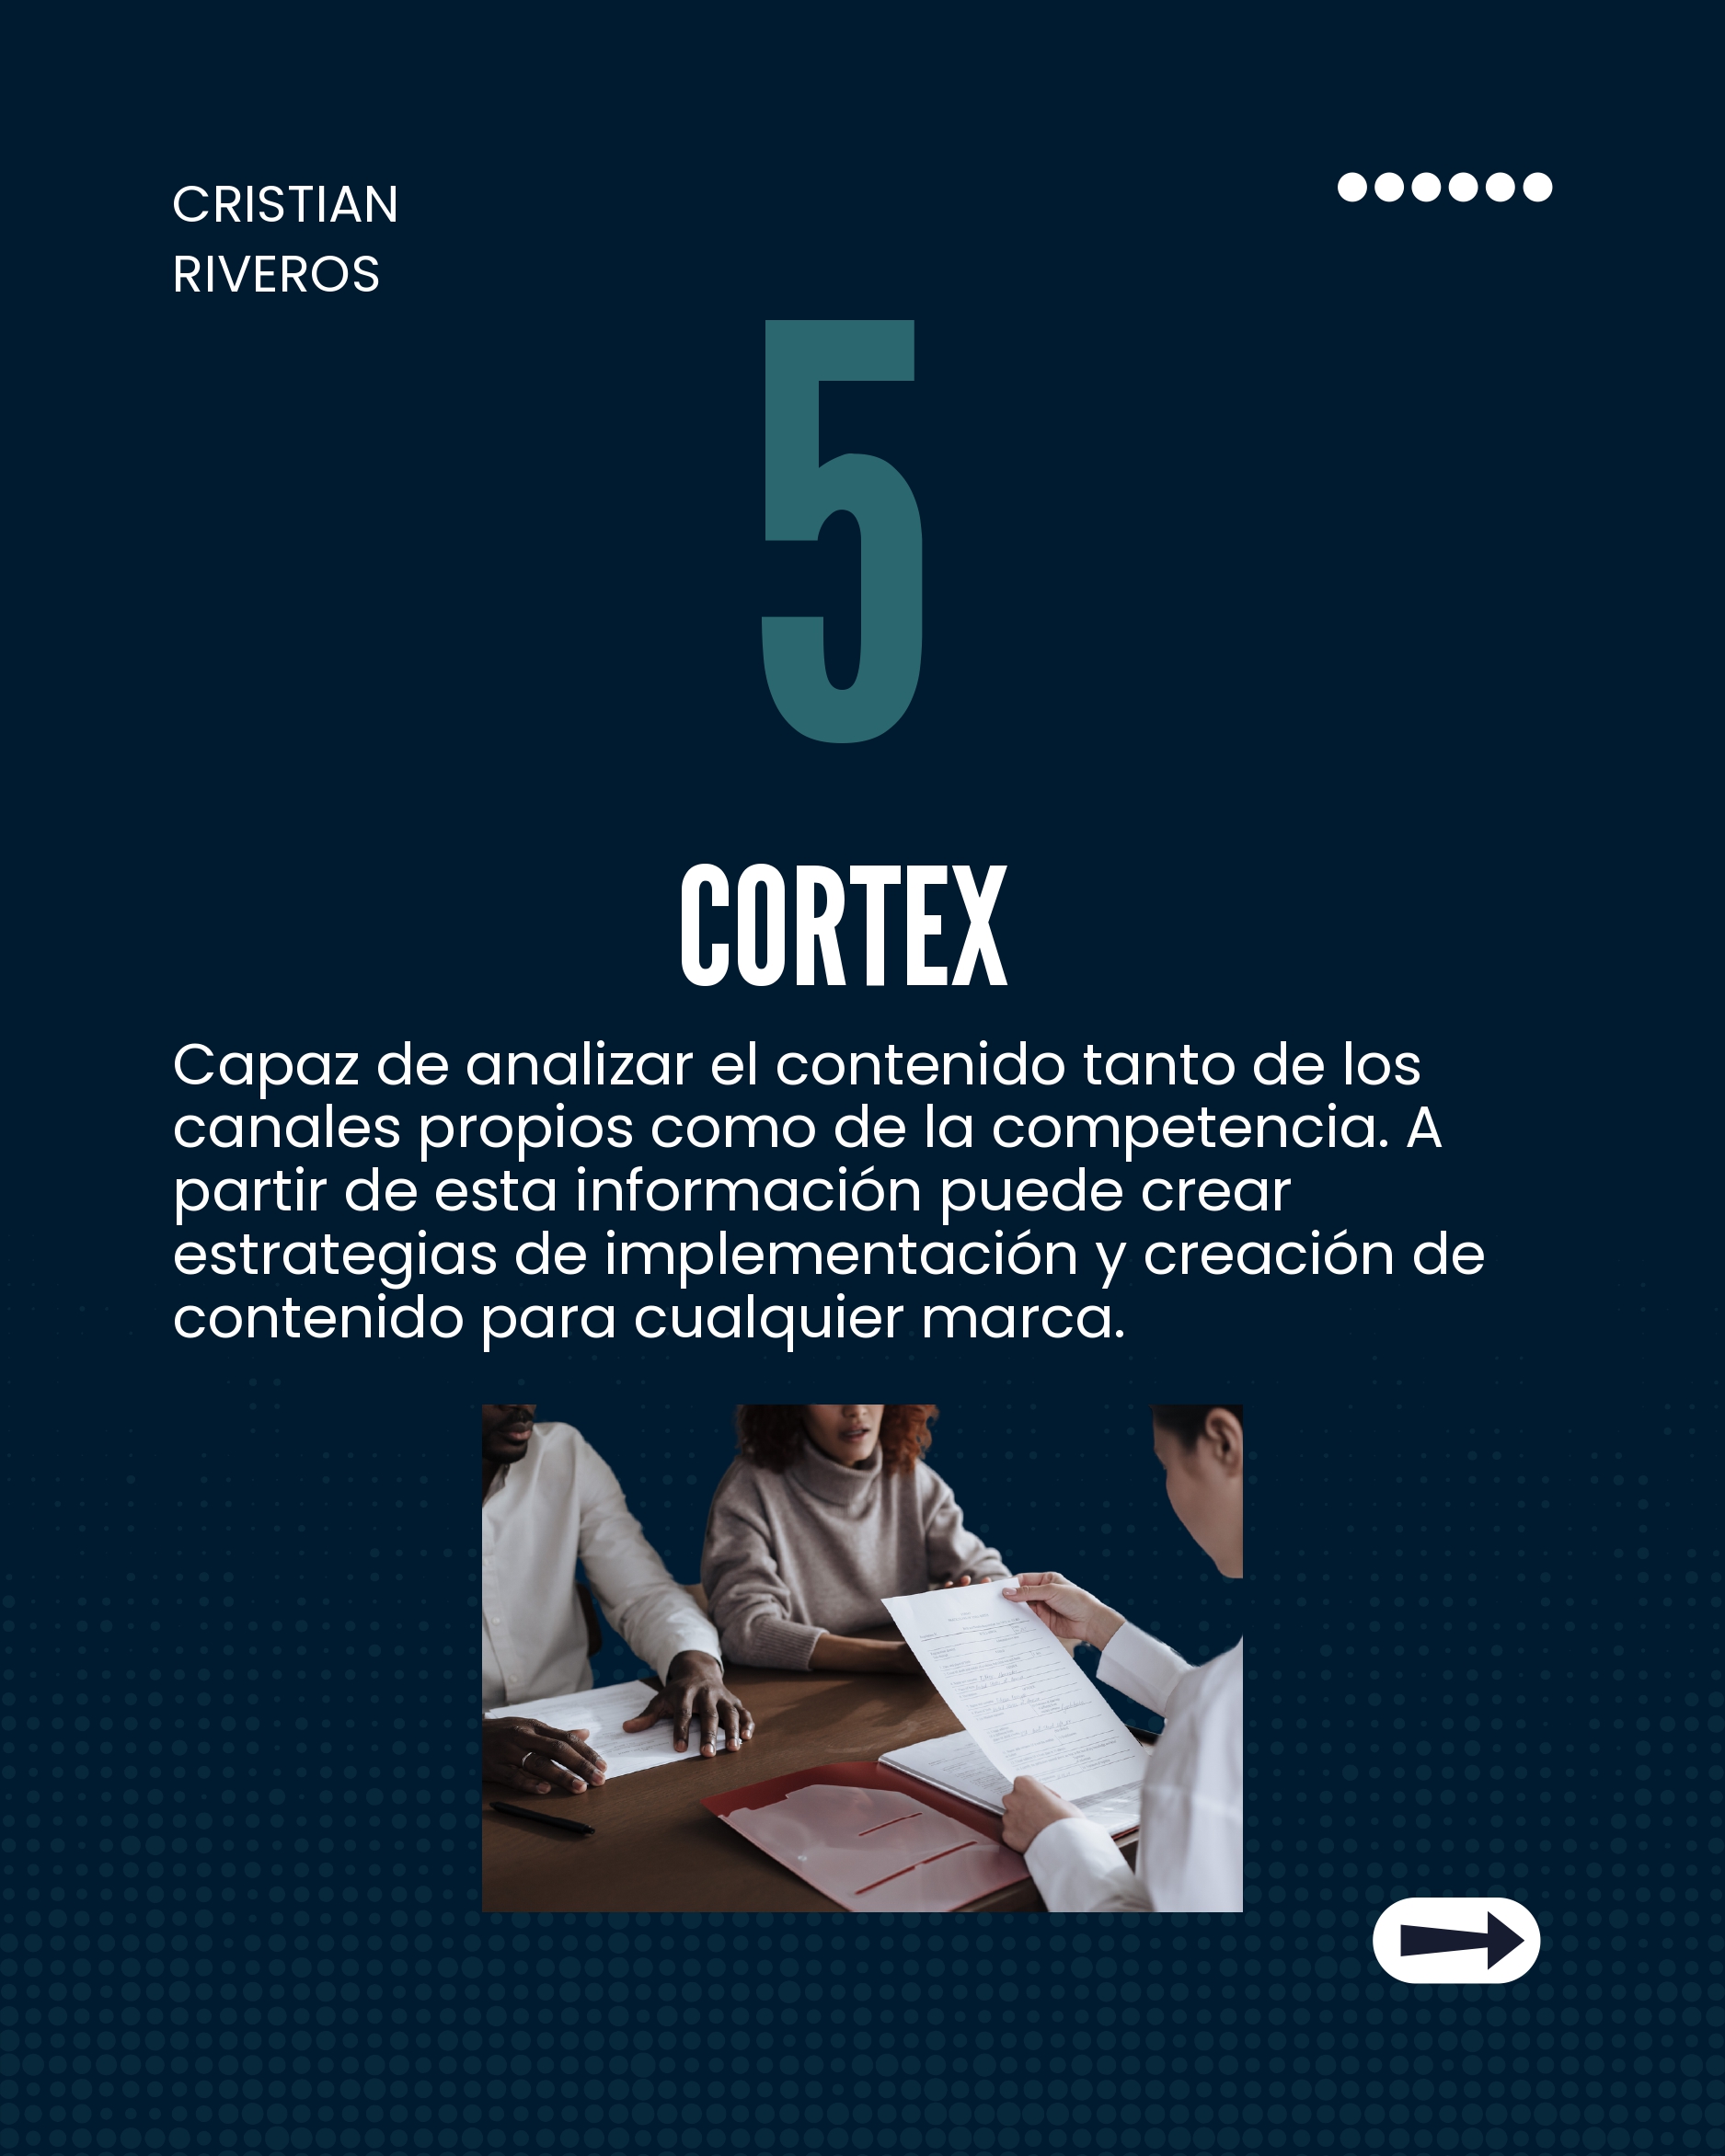 CRISTIAN
RIVEROS
5
CORTEX
Capaz de analizar el contenido tanto de los
canales propios como de la competencia. A
partir de esta información puede crear
estrategias de implementación y creación de
contenido para cualquier marca.